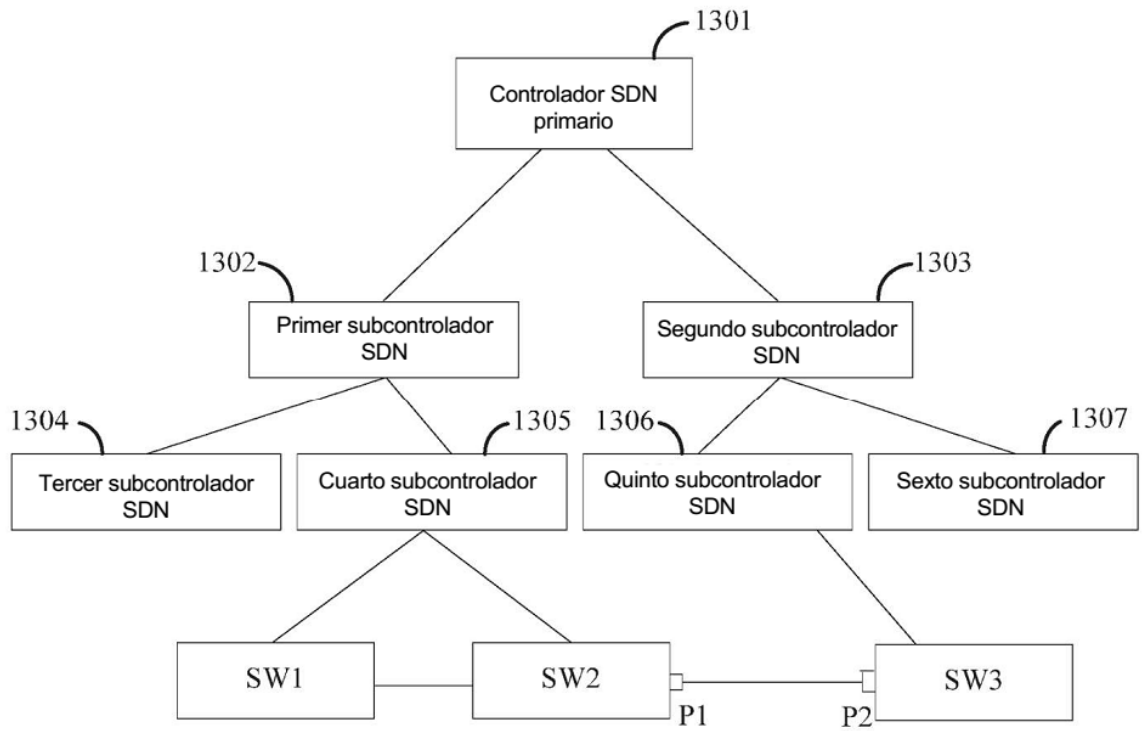 1301
Controlador SDN
primario
1302
1303
Primer subcontrolador
SDN
Segundo subcontrolador
SDN
1304
1305
1306
1307
Tercer subcontrolador
SDN
Cuarto subcontrolador
SDN
Quinto subcontrolador
SDN
Sexto subcontrolador
SDN
SW1
SW2
SW3
P1
P2